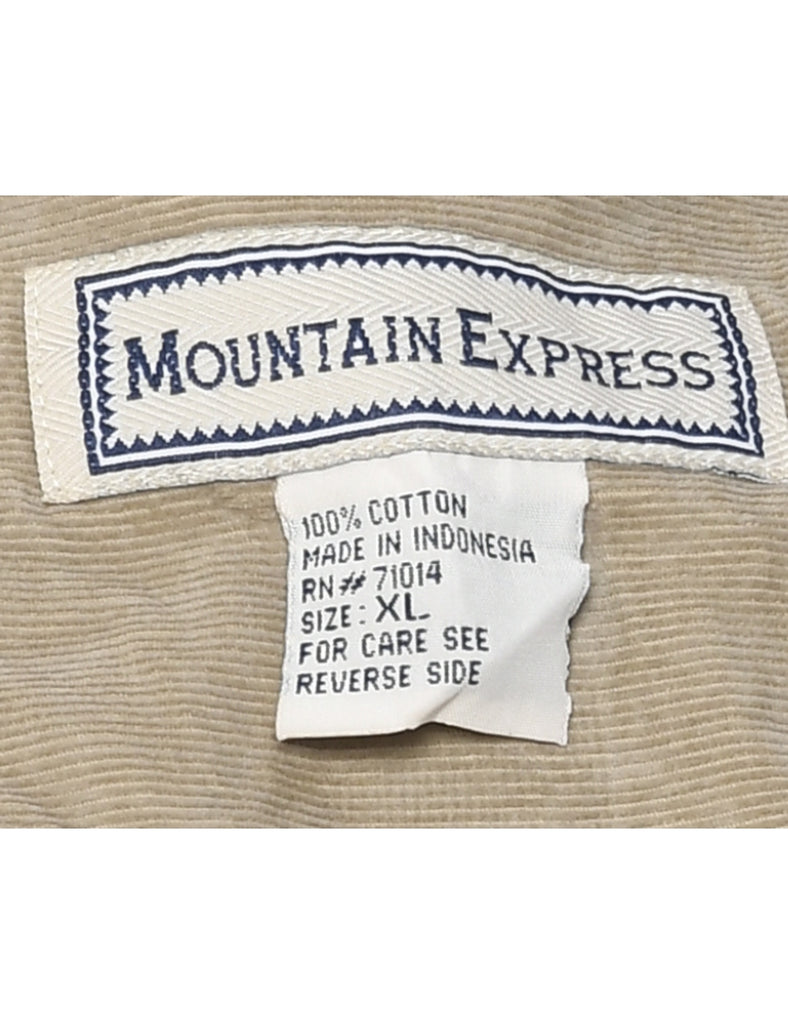 MOUNTAIN EXPRESS
100% COTTON
MADE IN INDONESIA
RN # 71014
SIZE: XL
FOR CARE SEE
REVERSE SIDE